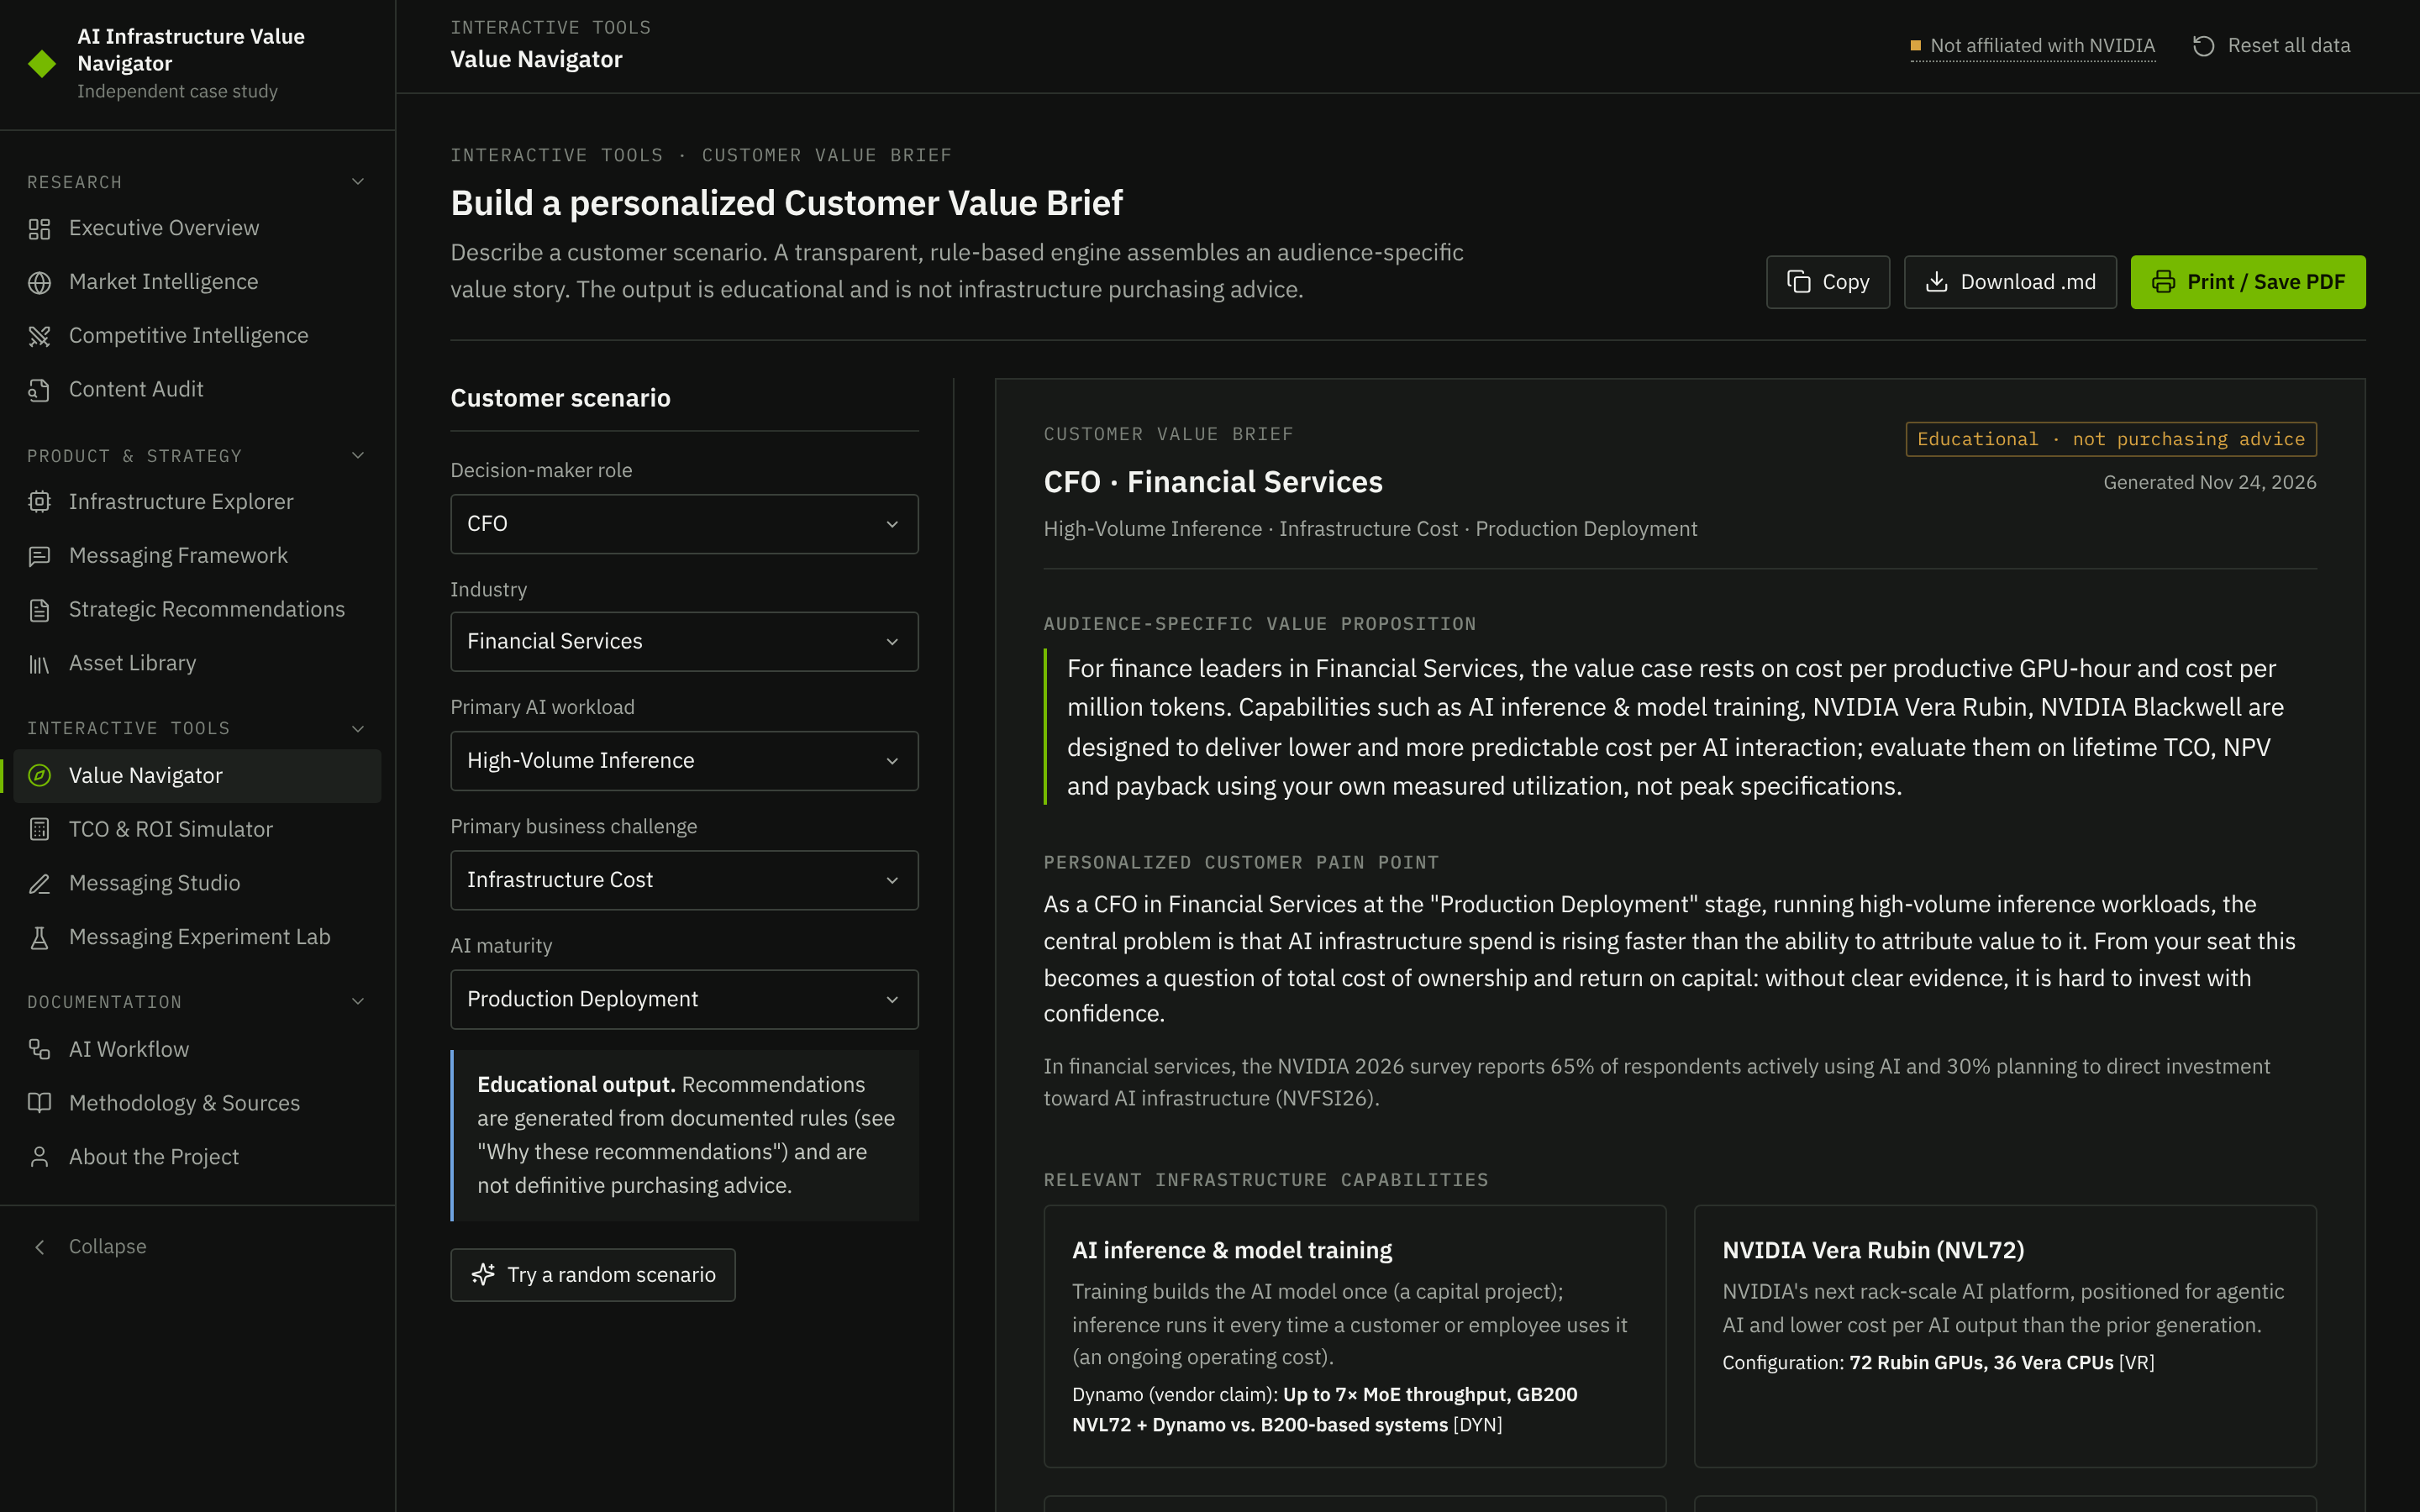 AI Infrastructure Value
Navigator
Independent case study
RESEARCH
Executive Overview
Market Intelligence
Competitive Intelligence
Content Audit
PRODUCT & STRATEGY
Infrastructure Explorer
Messaging Framework
Strategic Recommendations
Asset Library
INTERACTIVE TOOLS
Value Navigator
TCO & ROI Simulator
Messaging Studio
Messaging Experiment Lab
DOCUMENTATION
AI Workflow
Methodology & Sources
About the Project
Collapse
INTERACTIVE TOOLS
Value Navigator
Not affiliated with NVIDIA
Reset all data
INTERACTIVE TOOLS · CUSTOMER VALUE BRIEF
Build a personalized Customer Value Brief
Describe a customer scenario. A transparent, rule-based engine assembles an audience-specific
value story. The output is educational and is not infrastructure purchasing advice.
Copy
Download .md
Print / Save PDF
Customer scenario
Decision-maker role
CFO
Industry
Financial Services
Primary AI workload
High-Volume Inference
Primary business challenge
Infrastructure Cost
AI maturity
Production Deployment
Educational output. Recommendations
are generated from documented rules (see
"Why these recommendations") and are
not definitive purchasing advice.
Try a random scenario
CUSTOMER VALUE BRIEF
Educational · not purchasing advice
CFO · Financial Services
Generated Nov 24, 2026
High-Volume Inference · Infrastructure Cost · Production Deployment
AUDIENCE-SPECIFIC VALUE PROPOSITION
For finance leaders in Financial Services, the value case rests on cost per productive GPU-hour and cost per
million tokens. Capabilities such as AI inference & model training, NVIDIA Vera Rubin, NVIDIA Blackwell are
designed to deliver lower and more predictable cost per AI interaction; evaluate them on lifetime TCO, NPV
and payback using your own measured utilization, not peak specifications.
PERSONALIZED CUSTOMER PAIN POINT
As a CFO in Financial Services at the "Production Deployment" stage, running high-volume inference workloads, the
central problem is that AI infrastructure spend is rising faster than the ability to attribute value to it. From your seat this
becomes a question of total cost of ownership and return on capital: without clear evidence, it is hard to invest with
confidence.
In financial services, the NVIDIA 2026 survey reports 65% of respondents actively using AI and 30% planning to direct investment
toward AI infrastructure (NVFSI26).
RELEVANT INFRASTRUCTURE CAPABILITIES
AI inference & model training
Training builds the AI model once (a capital project);
inference runs it every time a customer or employee uses it
(an ongoing operating cost).
Dynamo (vendor claim): Up to 7× MoE throughput, GB200
NVL72 + Dynamo vs. B200-based systems [DYN]
NVIDIA Vera Rubin (NVL72)
NVIDIA's next rack-scale AI platform, positioned for agentic
AI and lower cost per AI output than the prior generation.
Configuration: 72 Rubin GPUs, 36 Vera CPUs [VR]